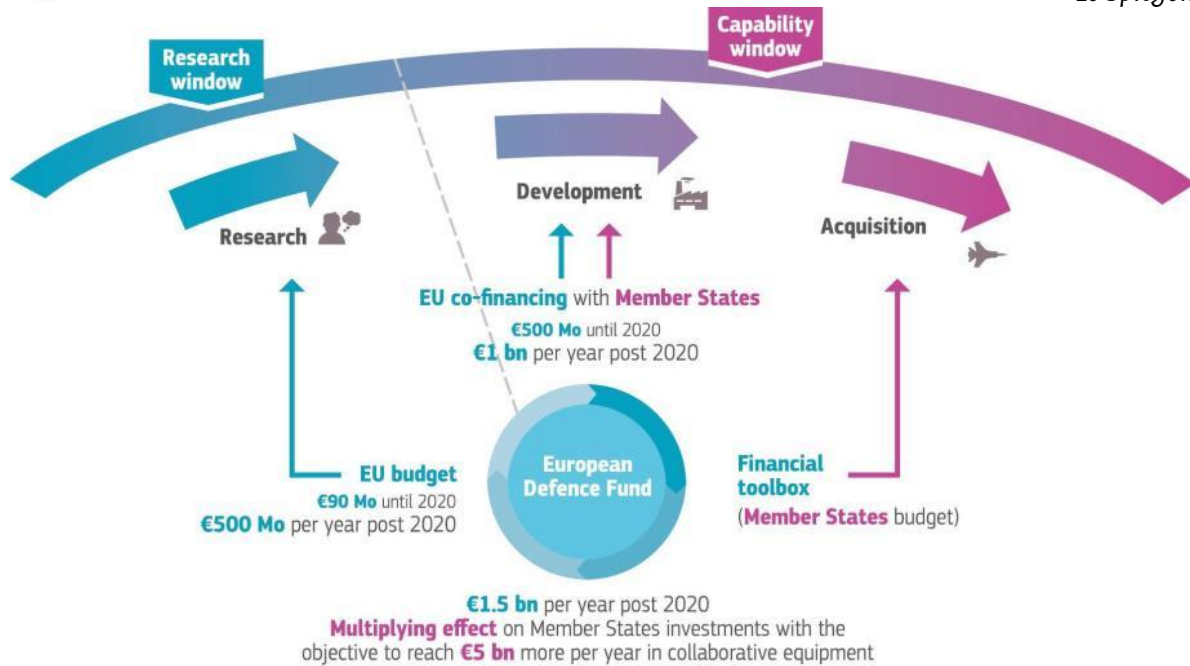 Research
window
Capability
window
Research
Development
Acquisition
EU co-financing with Member States
€500 Mo until 2020
€1 bn per year post 2020
EU budget
€90 Mo until 2020
€500 Mo per year post 2020
European
Defence Fund
Financial
toolbox
(Member States budget)
€1.5 bn per year post 2020
Multiplying effect on Member States investments with the
objective to reach €5 bn more per year in collaborative equipment